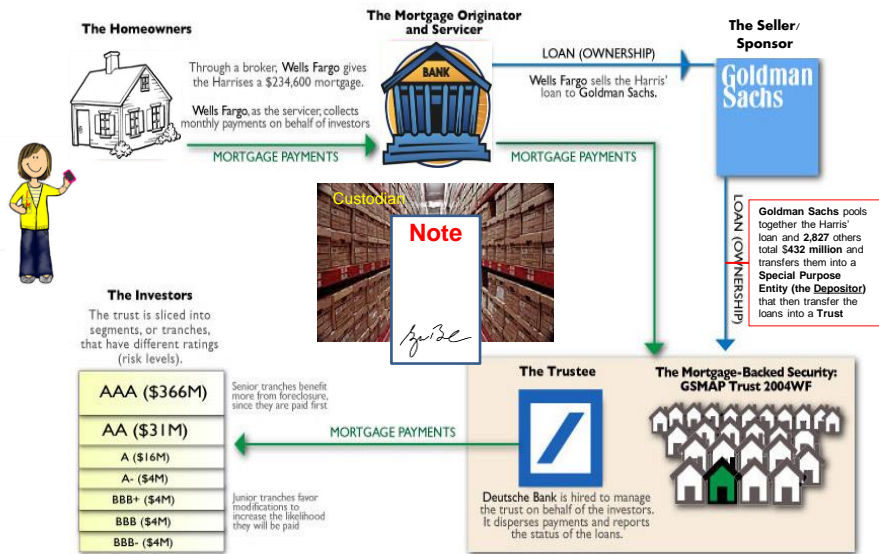 The Homeowners
Through a broker, Wells Fargo gives
the Harrises a $234,600 mortgage.
Wells Fargo, as the servicer, collects
monthly payments on behalf of investors
MORTGAGE PAYMENTS
The Mortgage Originator
and Servicer
BANK
LOAN (OWNERSHIP)
Wells Fargo sells the Harris'
loan to Goldman Sachs.
MORTGAGE PAYMENTS
The Seller/
Sponsor
Goldman
Sachs
LOAN (OWNERSHIP)
Goldman Sachs pools
together the Harris'
loan and 2,827 others
total $432 million and
transfers them into a
Special Purpose
Entity (the Depositor)
that then transfer the
loans into a Trust
Custodian
Note
The Investors
The trust is sliced into
segments, or tranches,
that have different ratings
(risk levels).
AAA ($366M)
AA ($31M)
A ($16M)
A- ($4M)
BBB+ ($4M)
BBB ($4M)
BBB- ($4M)
Senior tranches benefit
more from foreclosure,
since they are paid first
Junior tranches favor
modifications to
increase the likelihood
they will be paid
MORTGAGE PAYMENTS
The Trustee
Deutsche Bank is hired to manage
the trust on behalf of the investors.
It disperses payments and reports
the status of the loans.
The Mortgage-Backed Security:
GSMAP Trust 2004WF